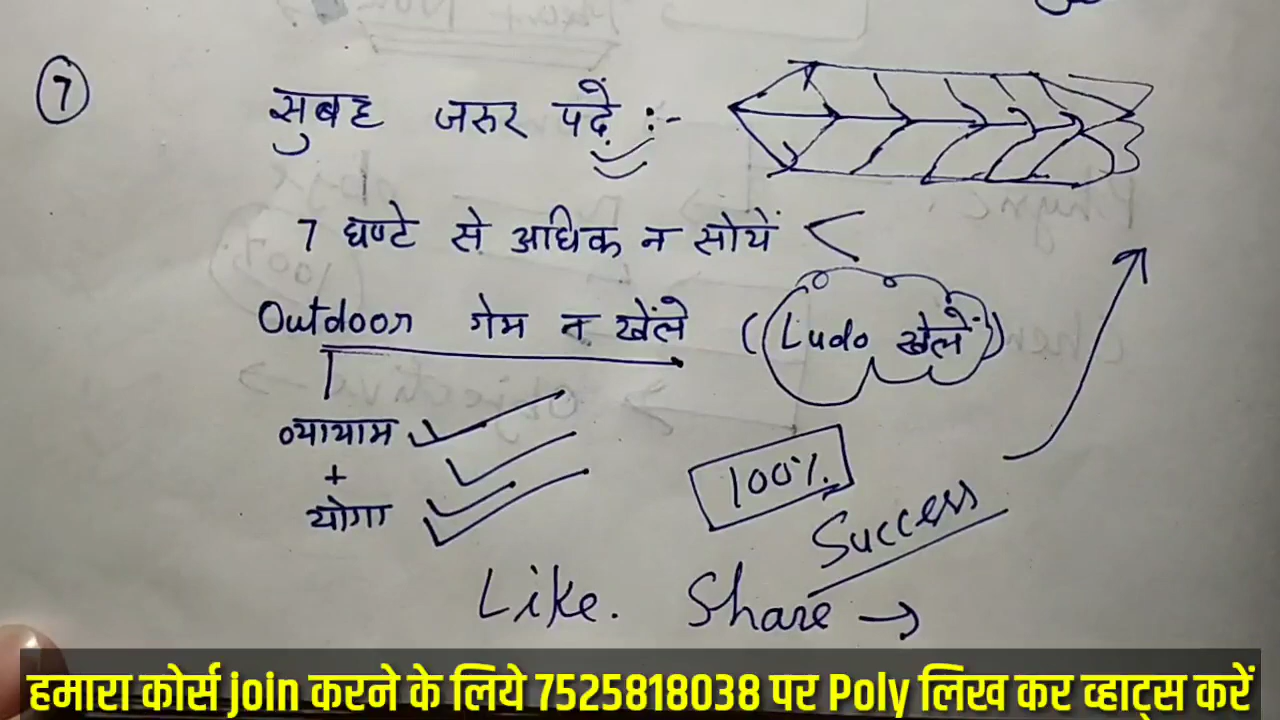 7
सुबह जरुर पढ़ें :-
7 घण्टे से अधिक न सोयें
Outdoor गेम न खेंले (Ludo खेलें)
व्यायाम
+
योगा
100%
Success
Like. Share →
हमारा कोर्स join करने के लिये 7525818038 पर Poly लिख कर व्हाट्स करें